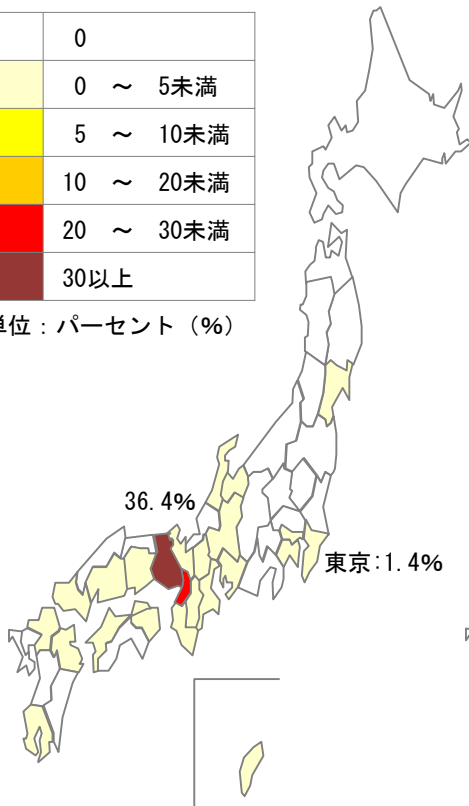 0
0 ～ 5未満
5 ～ 10未満
10 ～ 20未満
20 ～ 30未満
30以上
単位：パーセント（%）
36.4%
東京:1.4%